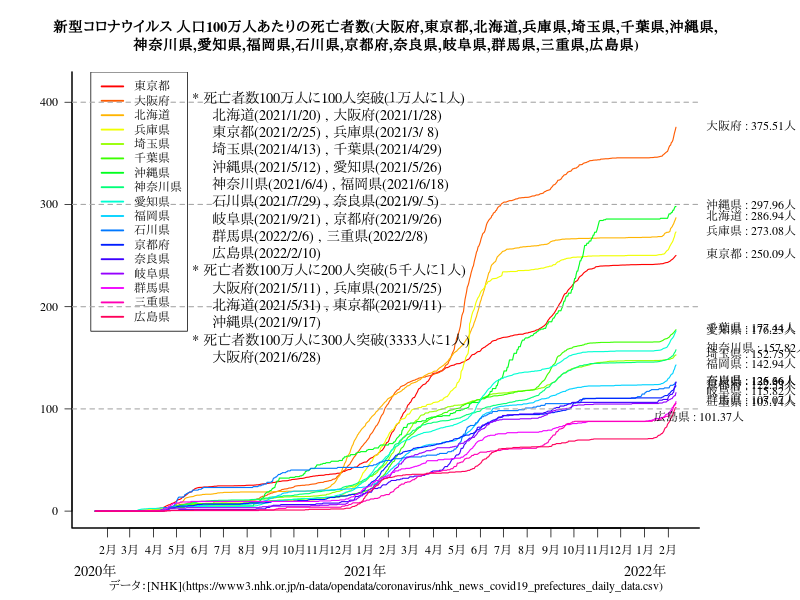 新型コロナウイルス 人口100万人あたりの死亡者数(大阪府,東京都,北海道,兵庫県,埼玉県,千葉県,沖縄県,
神奈川県,愛知県,福岡県,石川県,京都府,奈良県,岐阜県,群馬県,三重県,広島県)
東京都
大阪府
北海道
兵庫県
埼玉県
千葉県
沖縄県
神奈川県
愛知県
福岡県
石川県
京都府
奈良県
岐阜県
群馬県
三重県
広島県
* 死亡者数100万人に100人突破(1万人に1人)
北海道(2021/1/20) , 大阪府(2021/1/28)
東京都(2021/2/25) , 兵庫県(2021/3/ 8)
埼玉県(2021/4/13) , 千葉県(2021/4/29)
沖縄県(2021/5/12) , 愛知県(2021/5/26)
神奈川県(2021/6/4) , 福岡県(2021/6/18)
石川県(2021/7/29) , 奈良県(2021/9/ 5)
岐阜県(2021/9/21) , 京都府(2021/9/26)
群馬県(2022/2/6) , 三重県(2022/2/8)
広島県(2022/2/10)
* 死亡者数100万人に200人突破(5千人に1人)
大阪府(2021/5/11) , 兵庫県(2021/5/25)
北海道(2021/5/31) , 東京都(2021/9/11)
沖縄県(2021/9/17)
* 死亡者数100万人に300人突破(3333人に1人)
大阪府(2021/6/28)
400
300
200
100
0
大阪府 : 375.51人
沖縄県 : 297.96人
北海道 : 286.94人
兵庫県 : 273.08人
東京都 : 250.09人
千葉県 : 177.44人
神奈川県 : 157.82
埼玉県 : 152.75人
福岡県 : 142.94人
広島県 : 101.37人
2月 3月 4月 5月 6月 7月 8月 9月 10月 11月 12月 1月 2月 3月 4月 5月 6月 7月 8月 9月 10月 11月 12月 1月 2月
2020年 2021年 2022年
データ:[NHK](https://www3.nhk.or.jp/n-data/opendata/coronavirus/nhk_news_covid19_prefectures_daily_data.csv)